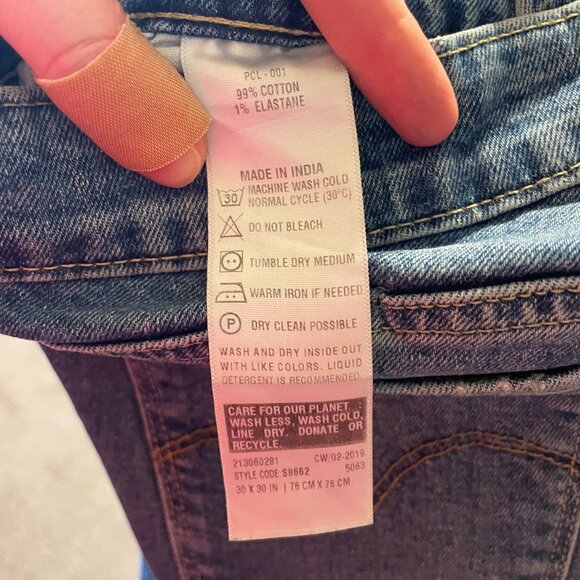 PCL - 001
99% COTTON
1% ELASTANE
MADE IN INDIA
30 MACHINE WASH COLD
NORMAL CYCLE (30°C)
DO NOT BLEACH
TUMBLE DRY MEDIUM
WARM IRON IF NEEDED
P DRY CLEAN POSSIBLE
WASH AND DRY INSIDE OUT
WITH LIKE COLORS. LIQUID
DETERGENT IS RECOMMENDED
CARE FOR OUR PLANET
WASH LESS, WASH COLD,
LINE DRY. DONATE OR
RECYCLE.
213060281 CW/02-2019
STYLE CODE: S8662 5063
30 X 30 IN | 76 CM X 76 CM